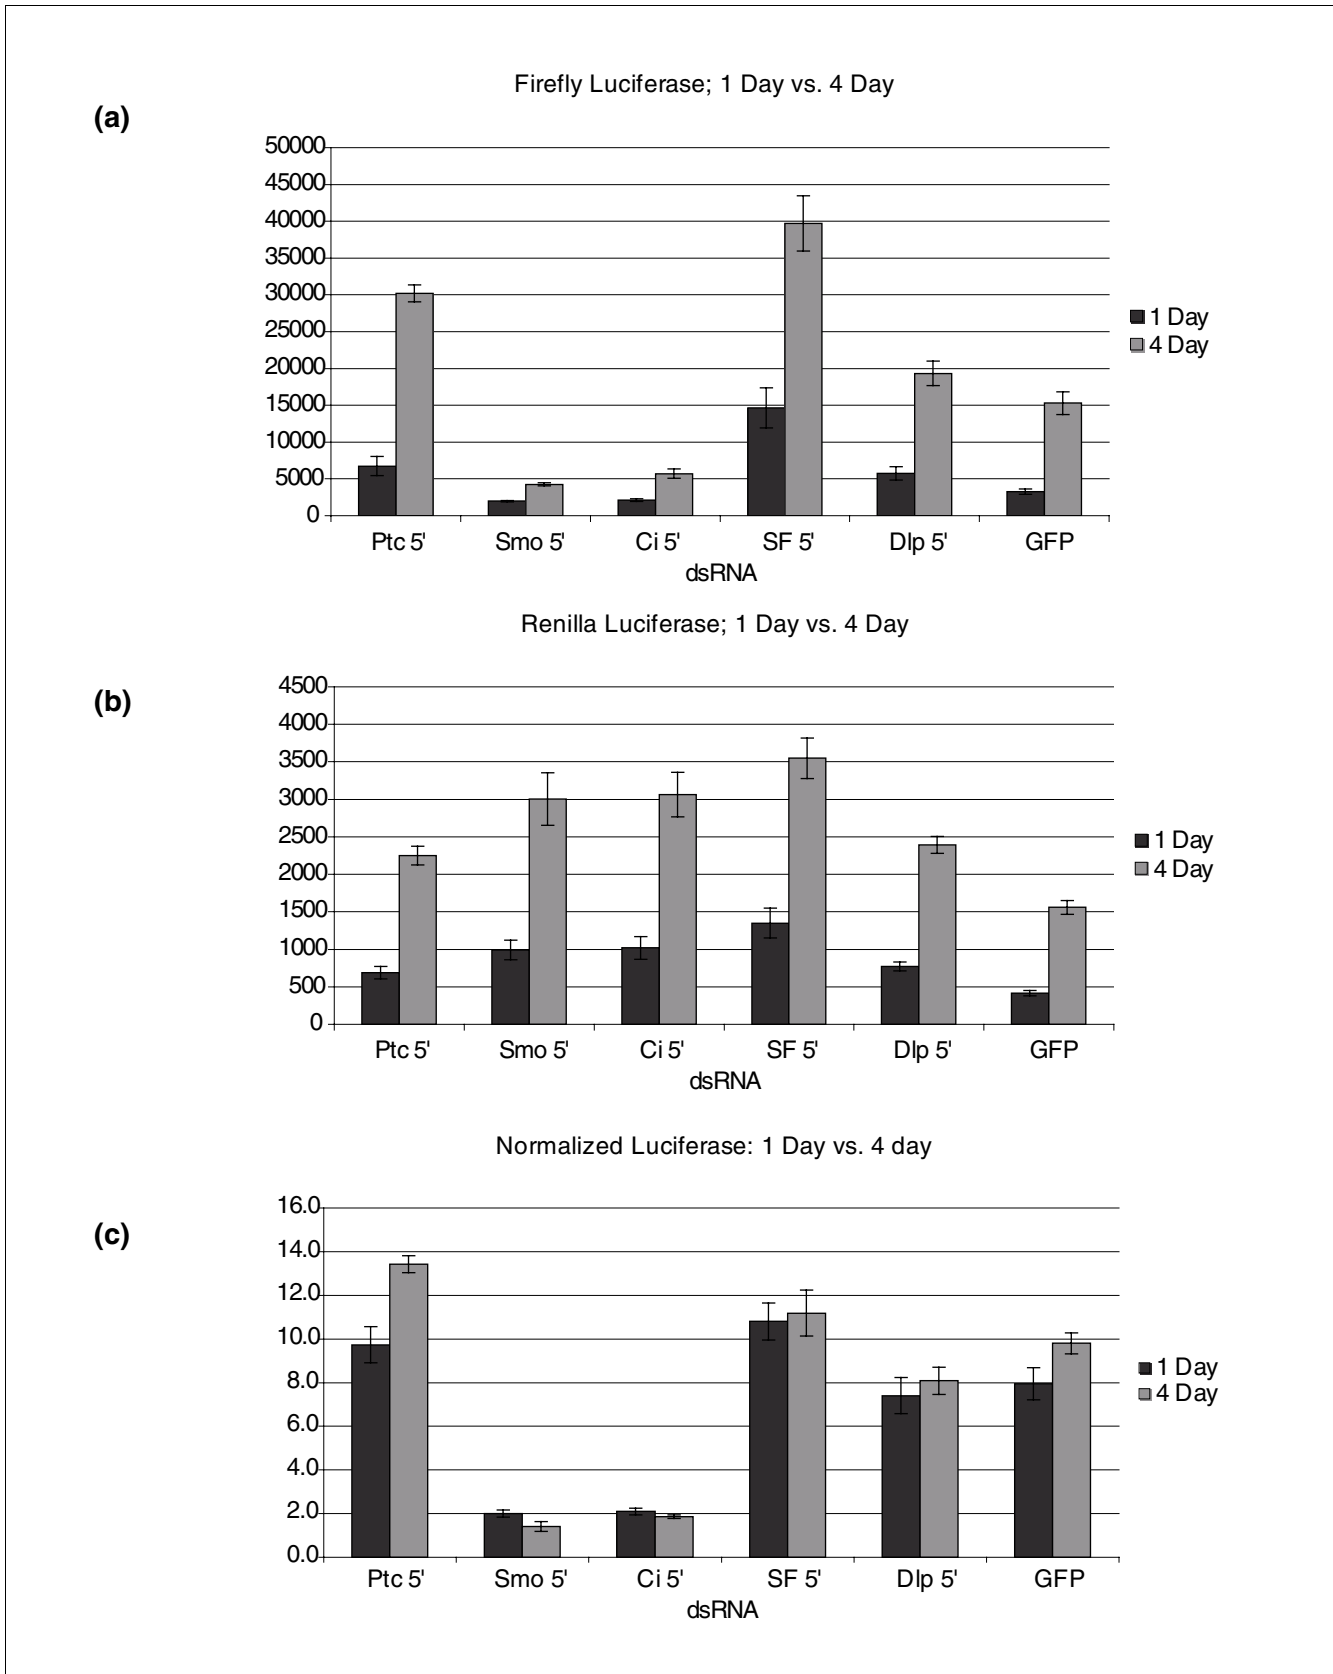 Firefly Luciferase; 1 Day vs. 4 Day
(a)
50000
45000
40000
35000
30000
25000
20000
15000
10000
5000
0
1 Day
4 Day
Ptc 5' Smo 5' Ci 5' SF 5' Dlp 5' GFP
dsRNA
Renilla Luciferase; 1 Day vs. 4 Day
(b)
4500
4000
3500
3000
2500
2000
1500
1000
500
0
1 Day
4 Day
Ptc 5' Smo 5' Ci 5' SF 5' Dlp 5' GFP
dsRNA
Normalized Luciferase: 1 Day vs. 4 day
(c)
16.0
14.0
12.0
10.0
8.0
6.0
4.0
2.0
0.0
1 Day
4 Day
Ptc 5' Smo 5' Ci 5' SF 5' Dlp 5' GFP
dsRNA